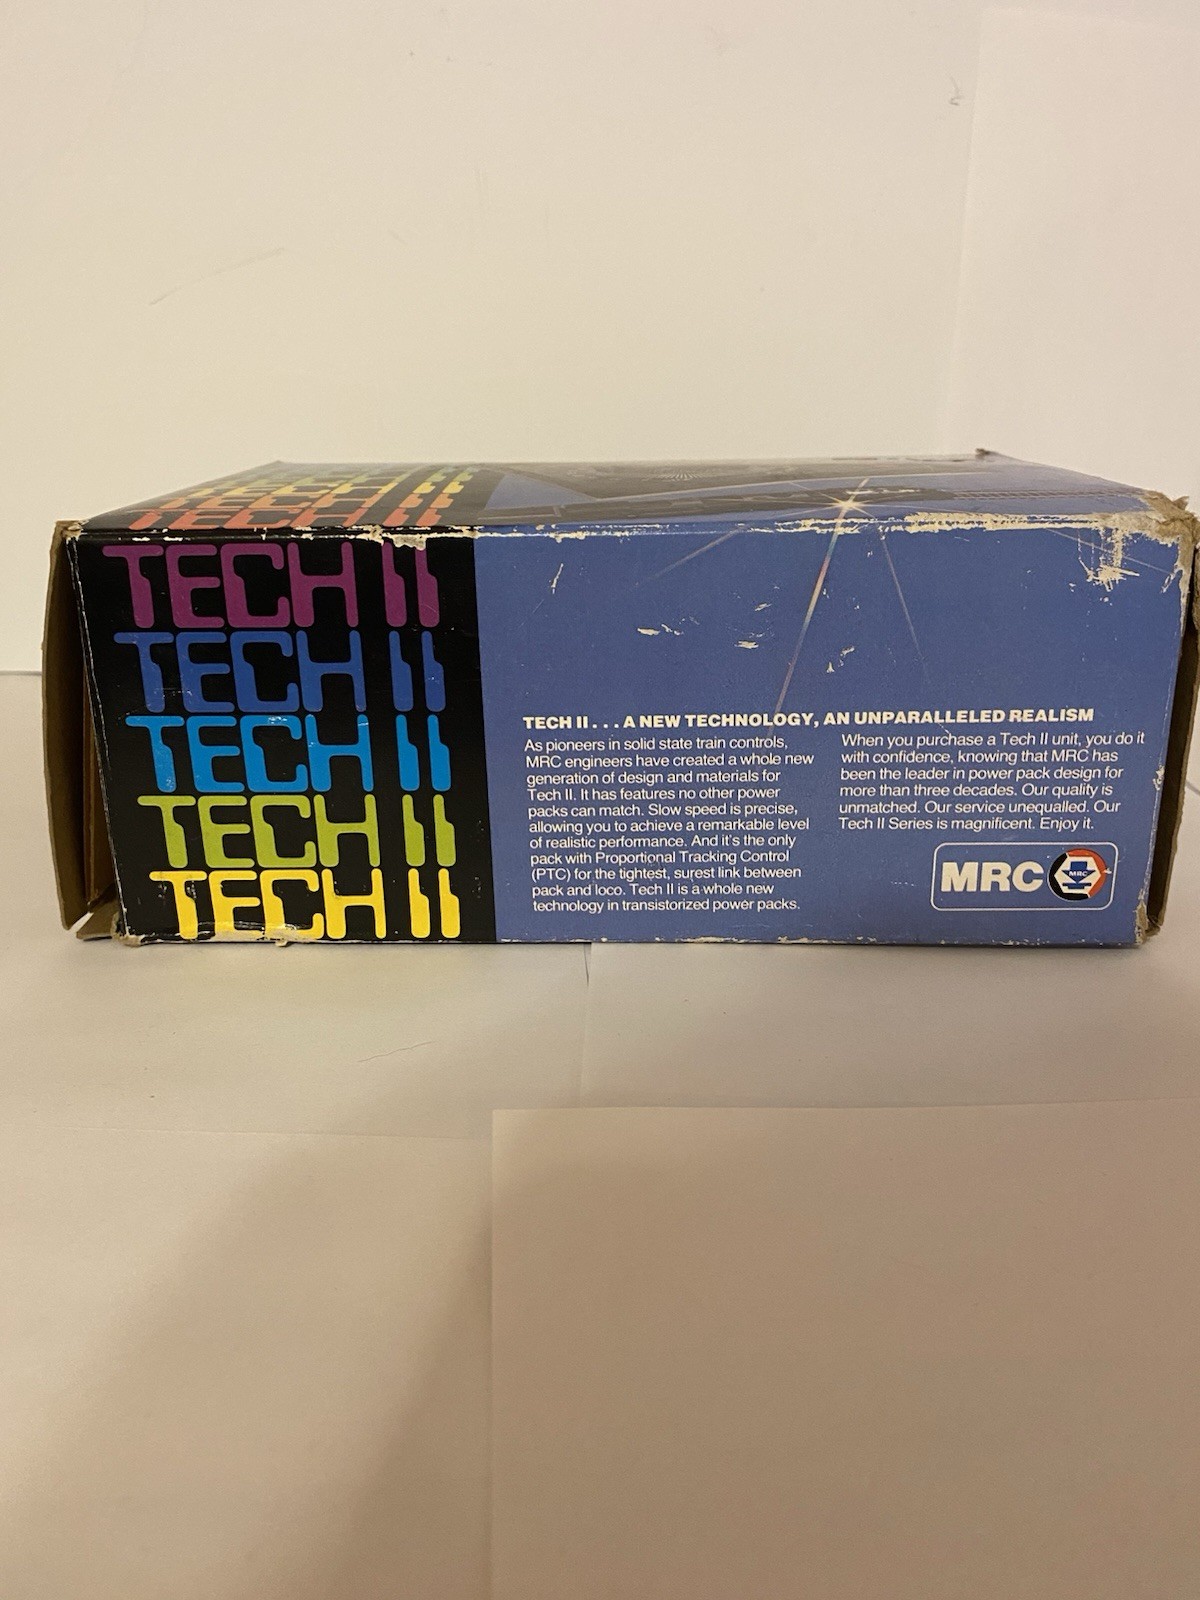 TECH II
TECH II
TECH II
TECH II
TECH II
TECH II
TECH II . . . A NEW TECHNOLOGY, AN UNPARALLELED REALISM
As pioneers in solid state train controls,
MRC engineers have created a whole new
generation of design and materials for
Tech II. It has features no other power
packs can match. Slow speed is precise,
allowing you to achieve a remarkable level
of realistic performance. And it's the only
pack with Proportional Tracking Control
(PTC) for the tightest, surest link between
pack and loco. Tech II is a whole new
technology in transistorized power packs.
When you purchase a Tech II unit, you do it
with confidence, knowing that MRC has
been the leader in power pack design for
more than three decades. Our quality is
unmatched. Our service unequalled. Our
Tech II Series is magnificent. Enjoy it.
MRC
MRC